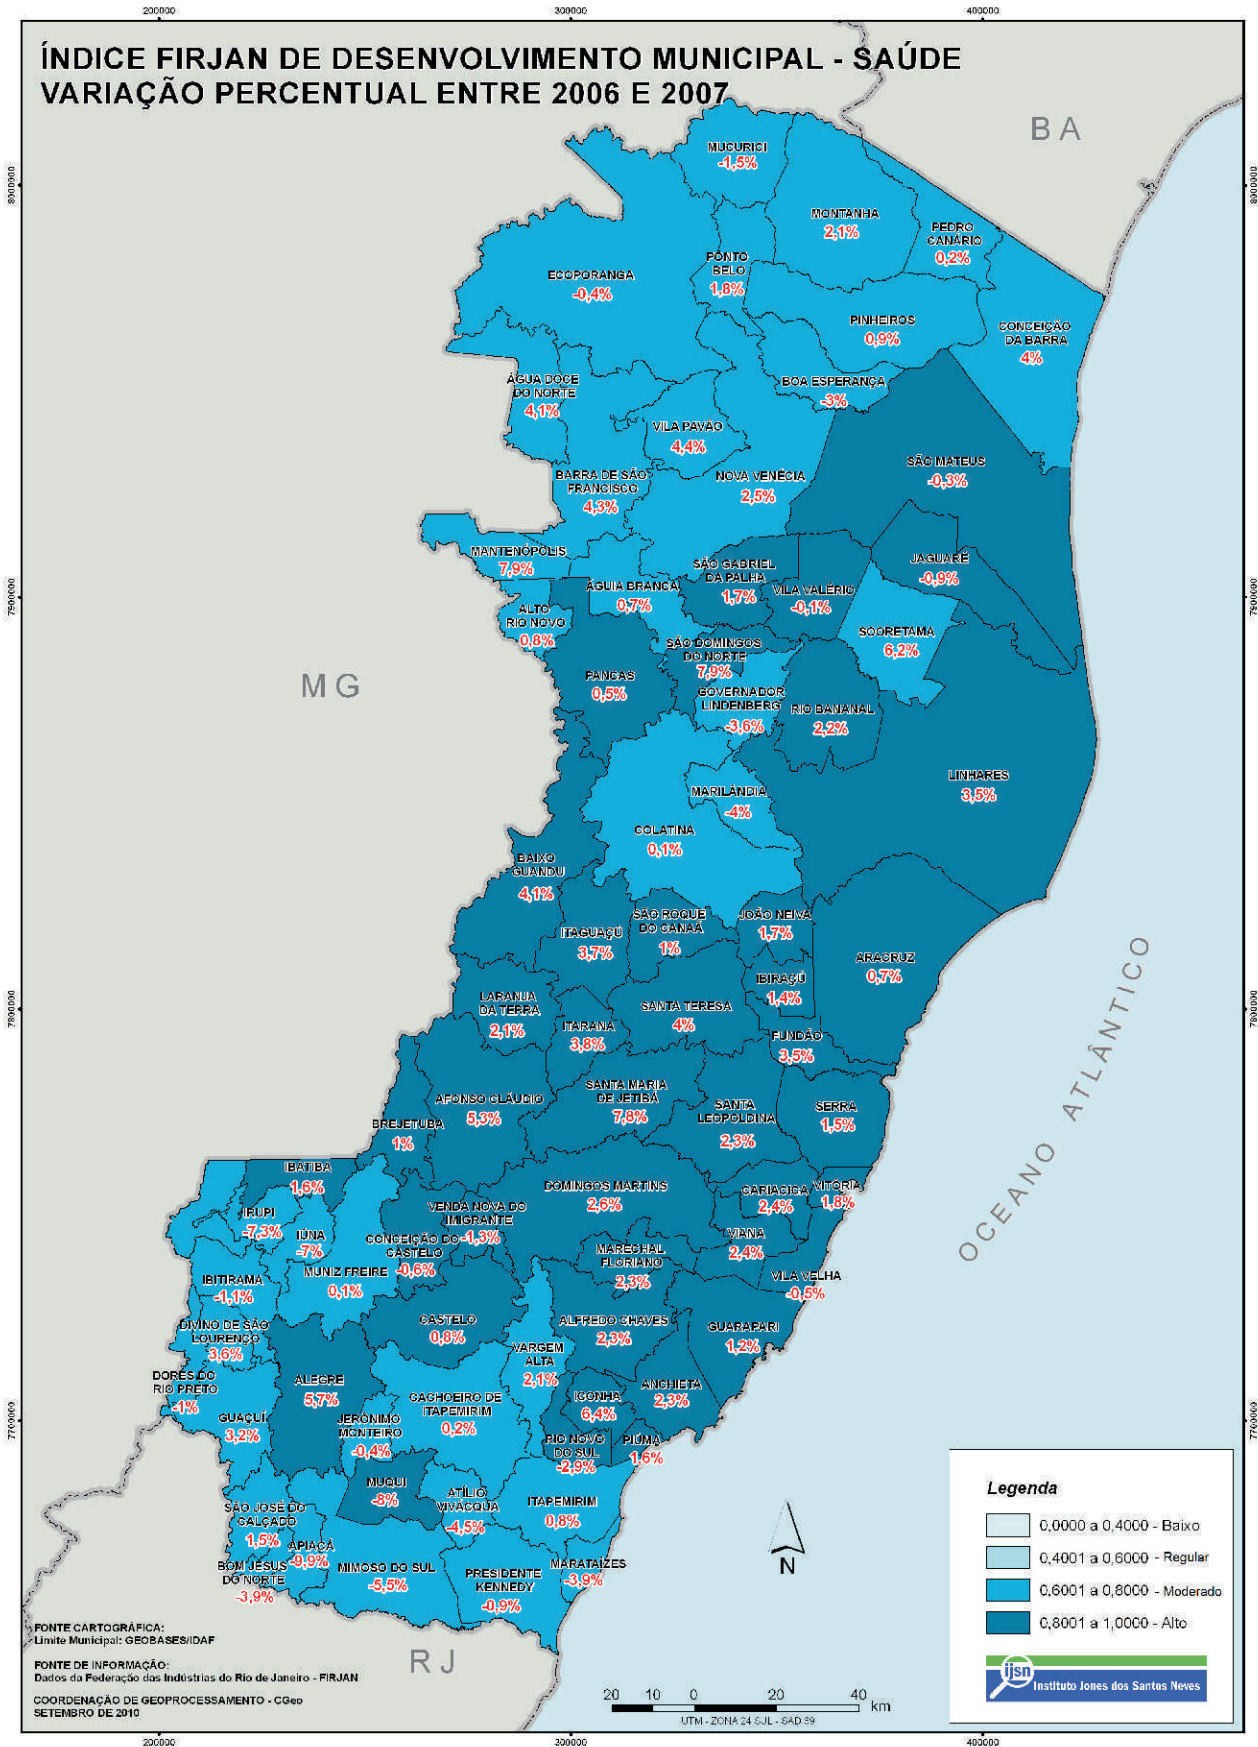 200000
300000
400000
ÍNDICE FIRJAN DE DESENVOLVIMENTO MUNICIPAL - SAÚDE
VARIAÇÃO PERCENTUAL ENTRE 2006 E 2007
BA
MUCURICI
-1,5%
8000000
8000000
MONTANHA
2,1%
PEDRO
CANÁRIO
0,2%
PONTO
BELO
1,8%
ECOPORANGA
-0,4%
PINHEIROS
0,9%
CONCEIÇÃO
DA BARRA
4%
ÁGUA DOCE
DO NORTE
4,1%
BOA ESPERANÇA
-3%
VILA PAVÃO
4,4%
SÃO MATEUS
-0,3%
BARRA DE SÃO
FRANCISCO
4,3%
NOVA VENÉCIA
2,5%
MANTENÓPOLIS
7,9%
JAGUARÉ
-0,9%
SÃO GABRIEL
DA PALHA
1,7%
ÁGUIA BRANCA
0,7%
VILA VALÉRIO
-0,1%
7900000
7900000
ALTO
RIO NOVO
0,8%
SOORETAMA
6,2%
SÃO DOMINGOS
DO NORTE
7,9%
PANCAS
0,5%
MG
GOVERNADOR
LINDENBERG
-3,6%
RIO BANANAL
2,2%
LINHARES
3,5%
MARILÂNDIA
-4%
COLATINA
0,1%
BAIXO
GUANDU
4,1%
SÃO ROQUE
DO CANAÃ
1%
JOÃO NEIVA
1,7%
ITAGUAÇÚ
3,7%
ARACRUZ
0,7%
IBIRAÇÚ
1,4%
LARANJA
DA TERRA
2,1%
SANTA TERESA
4%
7800000
7800000
ITARANA
3,8%
FUNDÃO
3,5%
OCEANO ATLÂNTICO
SANTA MARIA
DE JETIBÁ
7,8%
AFONSO CLÁUDIO
5,3%
SANTA
LEOPOLDINA
2,3%
SERRA
1,5%
BREJETUBA
1%
IBATIBA
1,6%
DOMINGOS MARTINS
2,6%
CARIACICA
2,4%
VITÓRIA
1,8%
IRUPI
-7,3%
VENDA NOVA DO
IMIGRANTE
-1,3%
IÚNA
-7%
CONCEIÇÃO DO
CASTELO
-0,6%
VIANA
2,4%
MARECHAL
FLORIANO
2,3%
MUNIZ FREIRE
0,1%
IBITIRAMA
-1,1%
VILA VELHA
-0,5%
CASTELO
0,8%
ALFREDO CHAVES
2,3%
GUARAPARI
1,2%
DIVINO DE SÃO
LOURENÇO
3,6%
VARGEM
ALTA
2,1%
DORES DO
RIO PRETO
-1%
ALEGRE
5,7%
ANCHIETA
2,3%
ICONHA
6,4%
CACHOEIRO DE
ITAPEMIRIM
0,2%
7700000
7700000
GUAÇUÍ
3,2%
JERÔNIMO
MONTEIRO
-0,4%
RIO NOVO
DO SUL
-2,9%
PIÚMA
1,6%
MUQUI
-8%
ATÍLIO
VIVACQUA
-4,5%
ITAPEMIRIM
0,8%
SÃO JOSÉ DO
CALÇADO
1,5%
APIACÁ
-9,9%
BOM JESUS
DO NORTE
-3,9%
MIMOSO DO SUL
-5,5%
PRESIDENTE
KENNEDY
-0,9%
MARATAÍZES
-3,9%
N
Legenda
0,0000 a 0,4000 - Baixo
0,4001 a 0,6000 - Regular
0,6001 a 0,8000 - Moderado
0,8001 a 1,0000 - Alto
ijsn
Instituto Jones dos Santos Neves
FONTE CARTOGRÁFICA:
Limite Municipal: GEOBASES/IDAF
FONTE DE INFORMAÇÃO:
Dados da Federação das Indústrias do Rio de Janeiro - FIRJAN
COORDENAÇÃO DE GEOPROCESSAMENTO - CGeo
SETEMBRO DE 2010
RJ
20 10 0 20 40
km
UTM - ZONA 24 SUL - SAD 69
200000
300000
400000